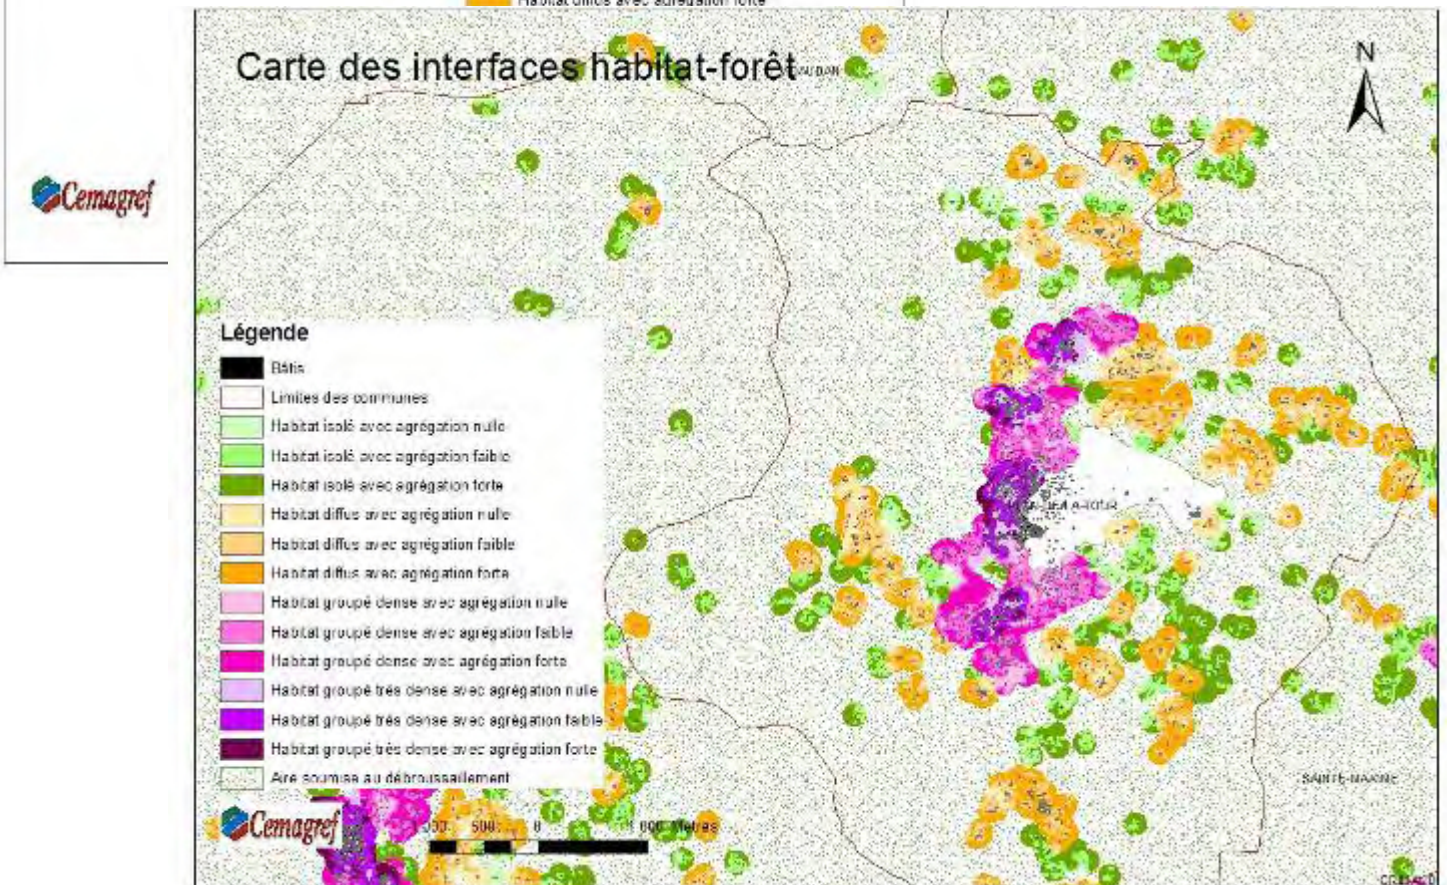 Habitat diffus avec agrégation forte
Carte des interfaces habitat-forêt
N
Cemagref
Légende
Bâtis
Limites des communes
Habitat isolé avec agrégation nulle
Habitat isolé avec agrégation faible
Habitat isolé avec agrégation forte
Habitat diffus avec agrégation nulle
Habitat diffus avec agrégation faible
Habitat diffus avec agrégation forte
Habitat groupé dense avec agrégation nulle
Habitat groupé dense avec agrégation faible
Habitat groupé dense avec agrégation forte
Habitat groupé très dense avec agrégation nulle
Habitat groupé très dense avec agrégation faible
Habitat groupé très dense avec agrégation forte
Aire soumise au débroussaillement
SAINTE-MAXIME
Cemagref
500 0 1 000 Mètres